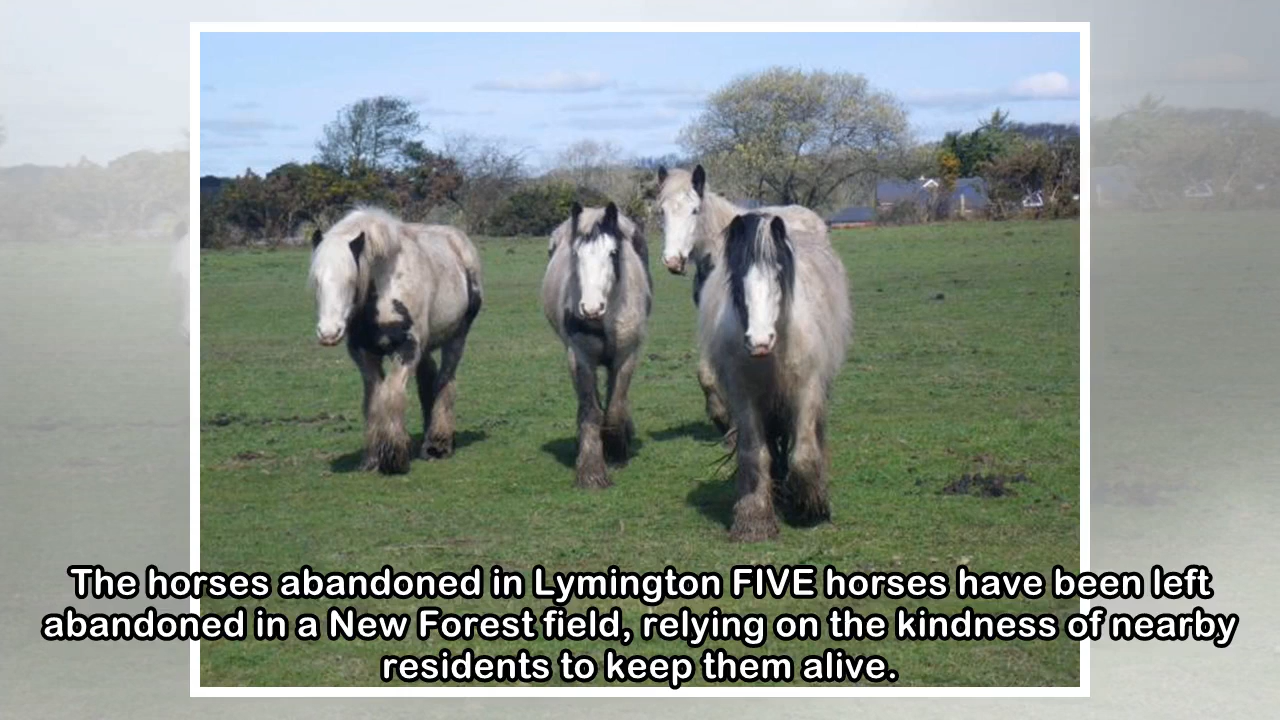 The horses abandoned in Lymington FIVE horses have been left
abandoned in a New Forest field, relying on the kindness of nearby
residents to keep them alive.